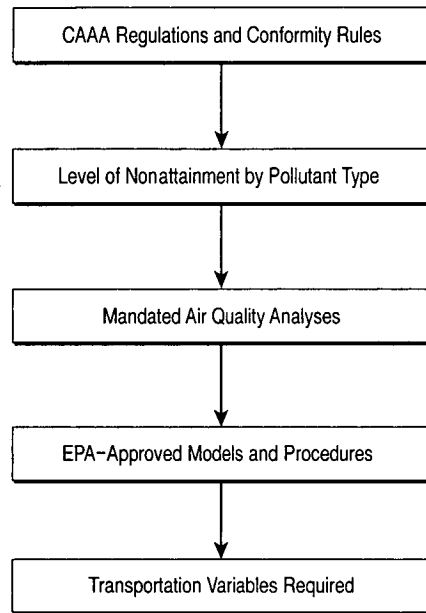 CAAA Regulations and Conformity Rules
Level of Nonattainment by Pollutant Type
Mandated Air Quality Analyses
EPA-Approved Models and Procedures
Transportation Variables Required